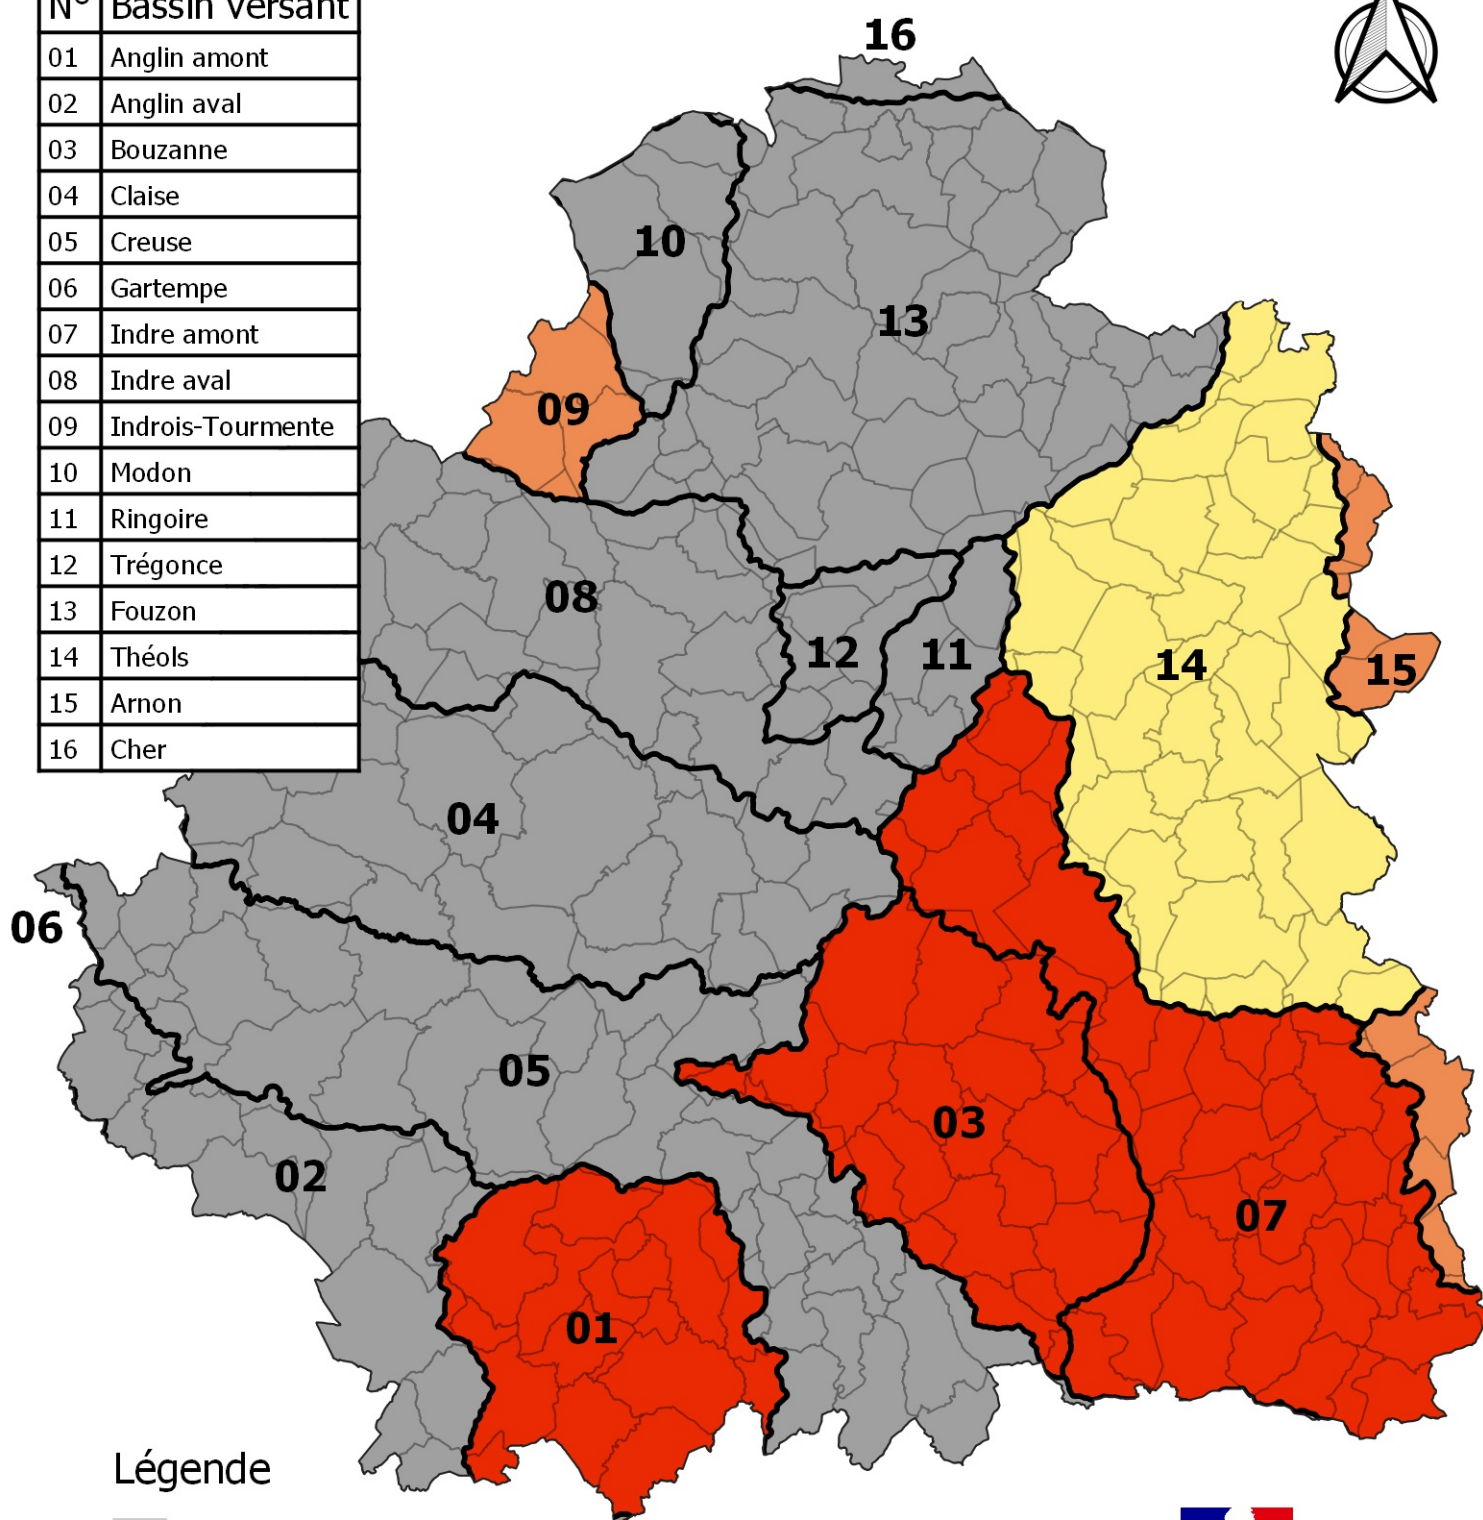 N° Bassin Versant
01 Anglin amont
02 Anglin aval
03 Bouzanne
04 Claise
05 Creuse
06 Gartempe
07 Indre amont
08 Indre aval
09 Indrois-Tourmente
10 Modon
11 Ringoire
12 Trégonce
13 Fouzon
14 Théols
15 Arnon
16 Cher
16
10
13
09
08
12
11
14
15
04
06
05
03
02
07
01
Légende